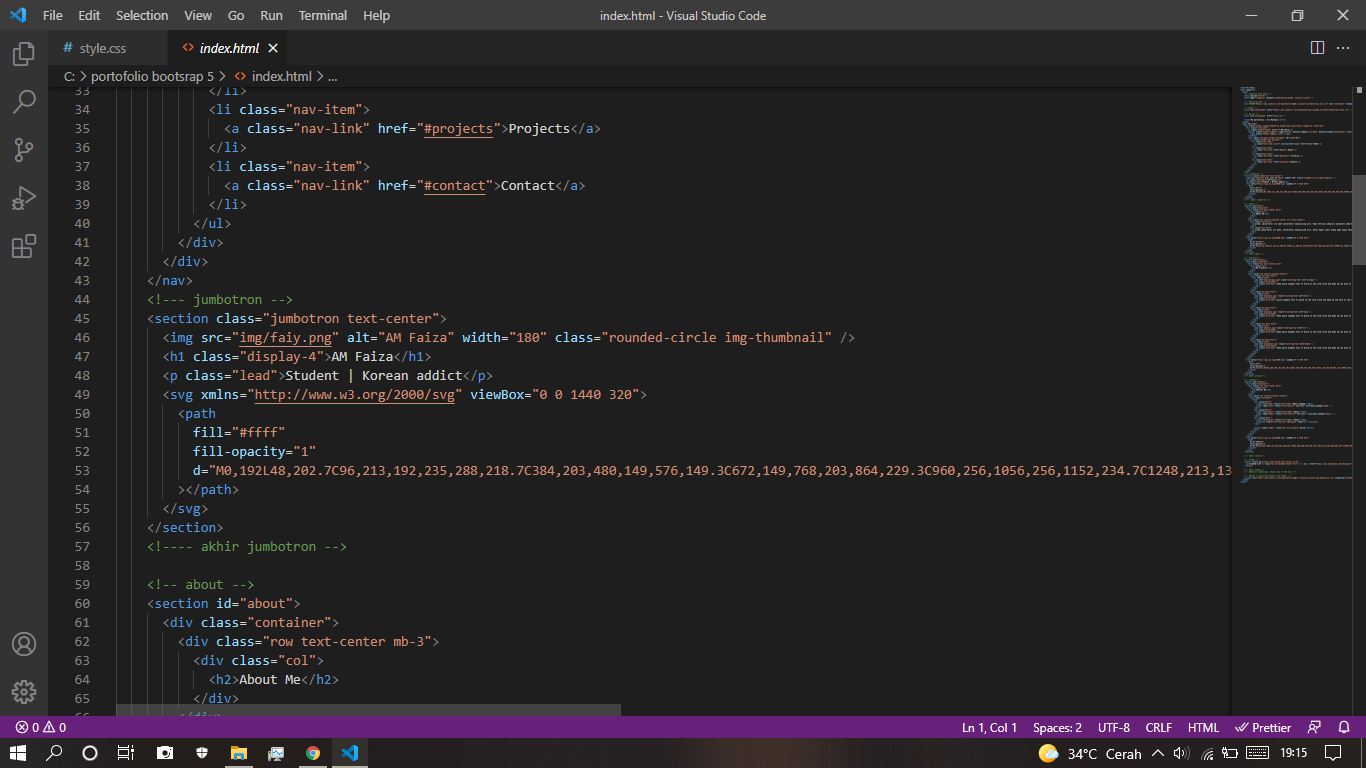 File Edit Selection View Go Run Terminal Help index.html - Visual Studio Code
# style.css <> index.html
C: > portofolio bootsrap 5 > <> index.html > ...
33 </li>
34 <li class="nav-item">
35 <a class="nav-link" href="#projects">Projects</a>
36 </li>
37 <li class="nav-item">
38 <a class="nav-link" href="#contact">Contact</a>
39 </li>
40 </ul>
41 </div>
42 </div>
43 </nav>
44 <!--- jumbotron -->
45 <section class="jumbotron text-center">
46 <img src="img/faiy.png" alt="AM Faiza" width="180" class="rounded-circle img-thumbnail" />
47 <h1 class="display-4">AM Faiza</h1>
48 <p class="lead">Student | Korean addict</p>
49 <svg xmlns="http://www.w3.org/2000/svg" viewBox="0 0 1440 320">
50 <path
51 fill="#ffff"
52 fill-opacity="1"
53 d="M0,192L48,202.7C96,213,192,235,288,218.7C384,203,480,149,576,149.3C672,149,768,203,864,229.3C960,256,1056,256,1152,234.7C1248,213,13
54 ></path>
55 </svg>
56 </section>
57 <!---- akhir jumbotron -->
58
59 <!-- about -->
60 <section id="about">
61 <div class="container">
62 <div class="row text-center mb-3">
63 <div class="col">
64 <h2>About Me</h2>
65 </div>
66 </div>
0 0 Ln 1, Col 1 Spaces: 2 UTF-8 CRLF HTML Prettier
34°C Cerah 19:15